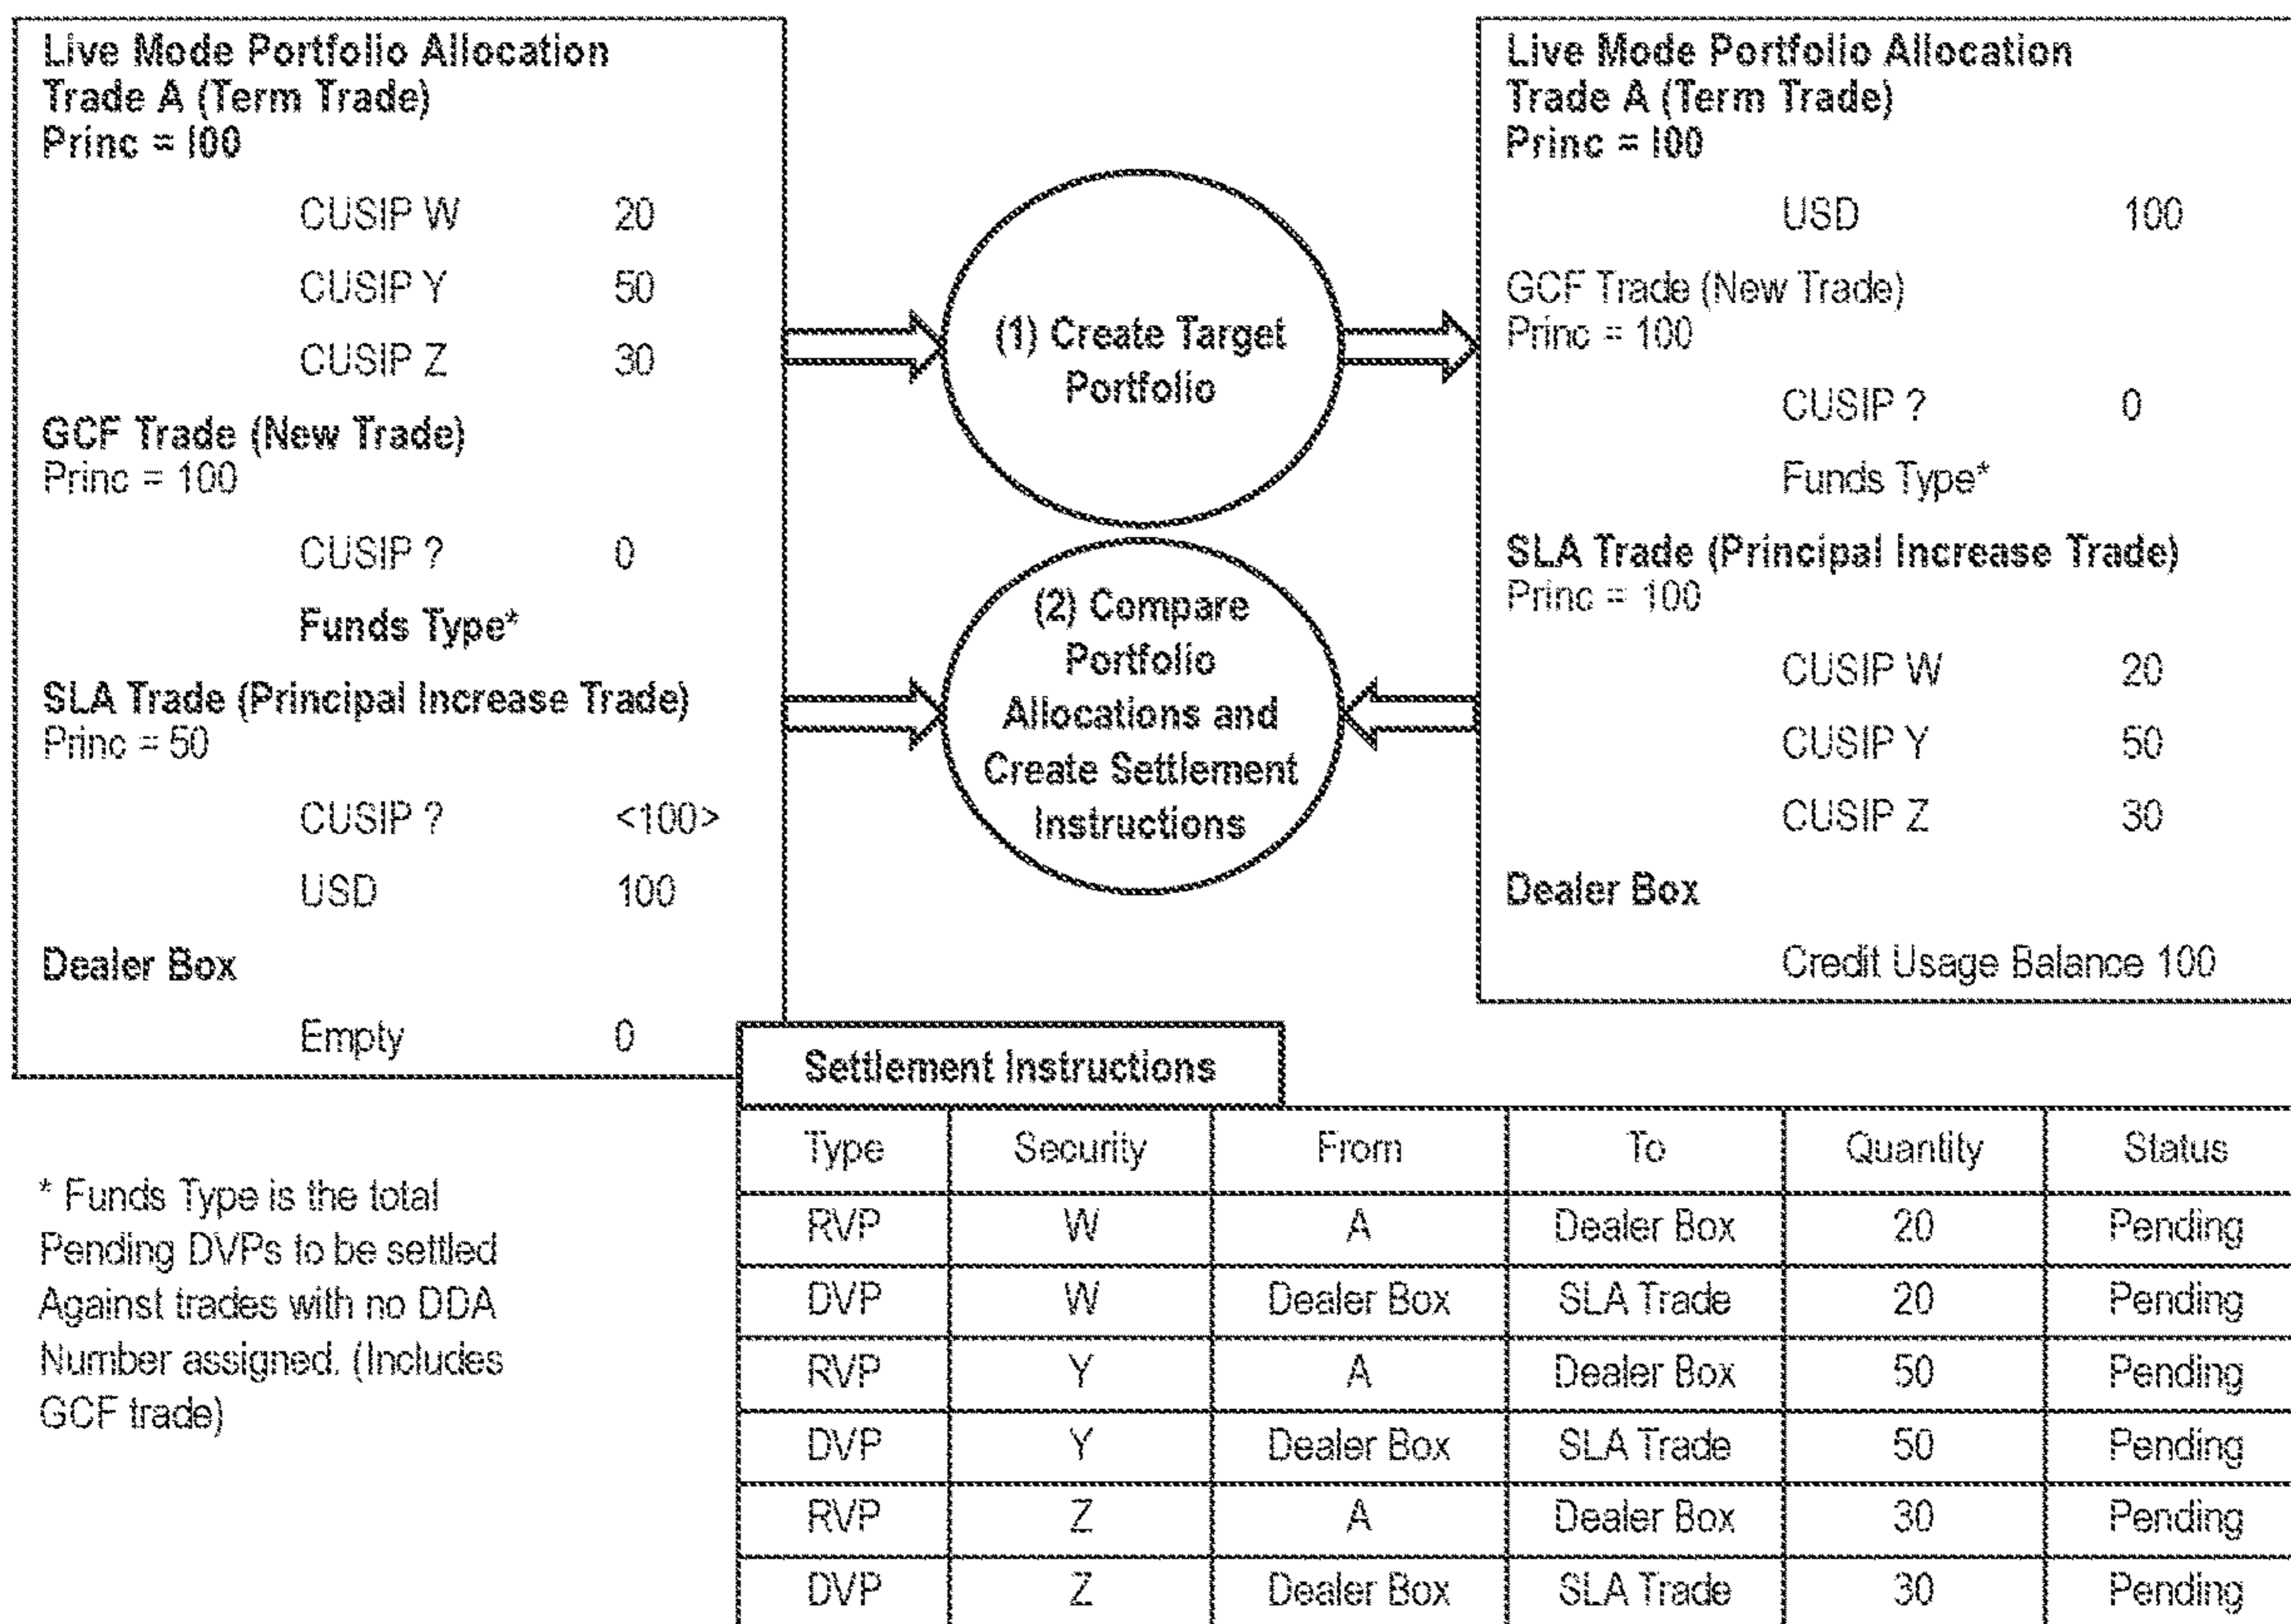 Live Mode Portfolio Allocation
Trade A (Term Trade)
Princ = I00
CUSIP W 20
CUSIP Y 50
CUSIP Z 30
GCF Trade (New Trade)
Princ = 100
CUSIP ? 0
Funds Type*
SLA Trade (Principal Increase Trade)
Princ = 50
CUSIP ? <100>
USD 100
Dealer Box
Empty 0
(1) Create Target
Portfolio
(2) Compare
Portfolio
Allocations and
Create Settlement
Instructions
Live Mode Portfolio Allocation
Trade A (Term Trade)
Princ = I00
USD 100
GCF Trade (New Trade)
Princ = 100
CUSIP ? 0
Funds Type*
SLA Trade (Principal Increase Trade)
Princ = 100
CUSIP W 20
CUSIP Y 50
CUSIP Z 30
Dealer Box
Credit Usage Balance 100
* Funds Type is the total
Pending DVPs to be settled
Against trades with no DDA
Number assigned. (Includes
GCF trade)
Settlement Instructions
Type Security From To Quantity Status
RVP W A Dealer Box 20 Pending
DVP W Dealer Box SLA Trade 20 Pending
RVP Y A Dealer Box 50 Pending
DVP Y Dealer Box SLA Trade 50 Pending
RVP Z A Dealer Box 30 Pending
DVP Z Dealer Box SLA Trade 30 Pending